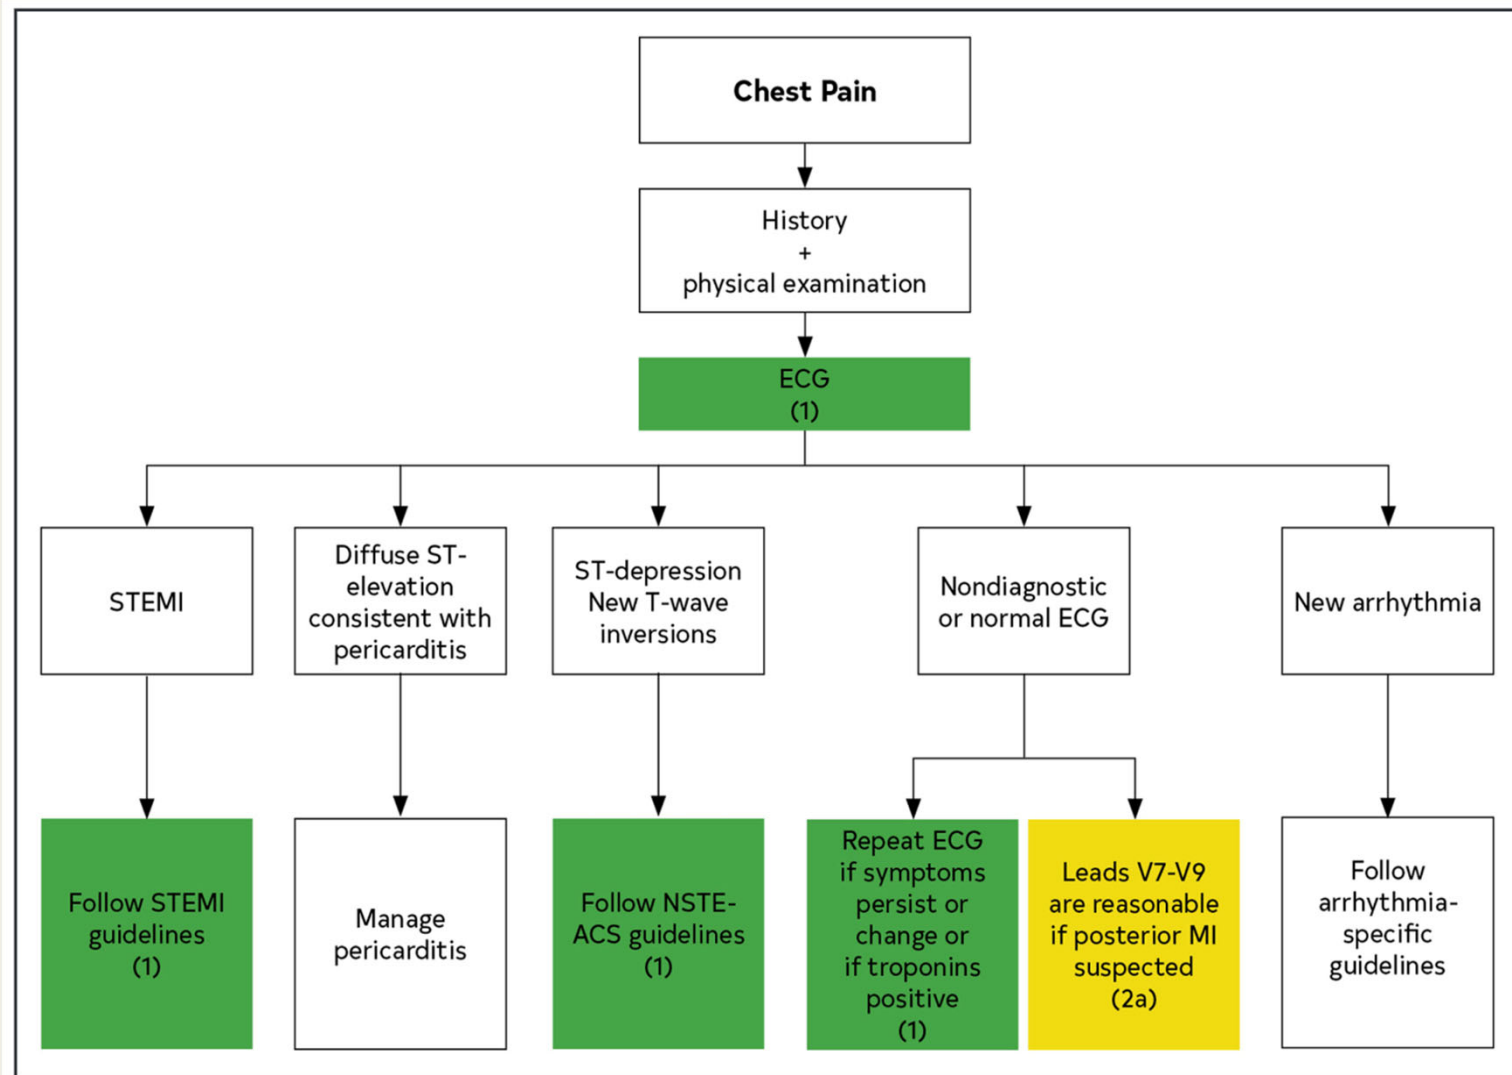 Chest Pain
History
+
physical examination
ECG
(1)
STEMI
Diffuse ST-
elevation
consistent with
pericarditis
ST-depression
New T-wave
inversions
Nondiagnostic
or normal ECG
New arrhythmia
Follow STEMI
guidelines
(1)
Manage
pericarditis
Follow NSTE-
ACS guidelines
(1)
Repeat ECG
if symptoms
persist or
change or
if troponins
positive
(1)
Leads V7-V9
are reasonable
if posterior MI
suspected
(2a)
Follow
arrhythmia-
specific
guidelines